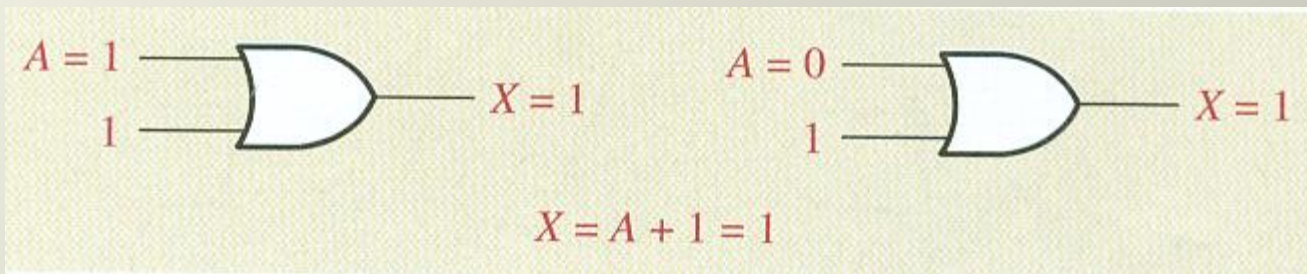 A = 1
1
X = 1
A = 0
1
X = 1
X = A + 1 = 1